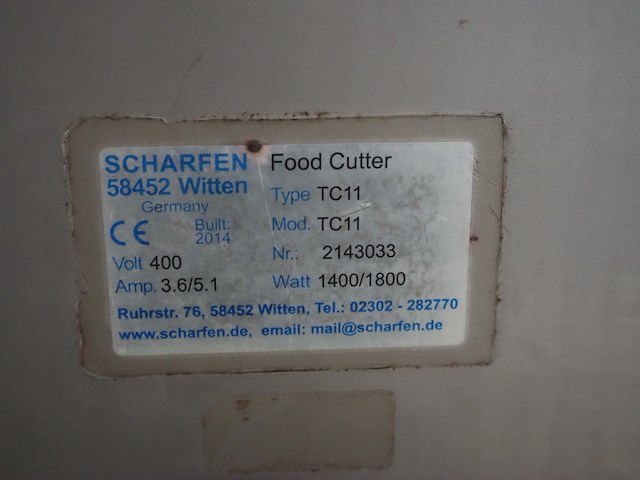 SCHARFEN
58452 Witten
Germany
CE
Built:
2014
Volt 400
Amp. 3.6/5.1
Food Cutter
Type TC11
Mod. TC11
Nr.: 2143033
Watt 1400/1800
Ruhrstr. 76, 58452 Witten, Tel.: 02302 - 282770
www.scharfen.de, email: mail@scharfen.de